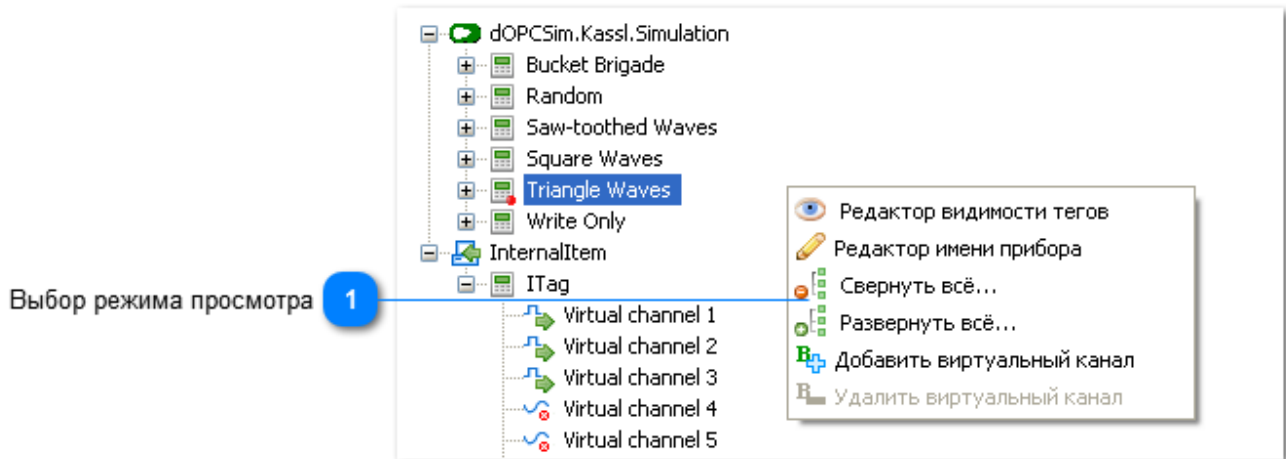 dOPCSim.Kassl.Simulation
Bucket Brigade
Random
Saw-toothed Waves
Square Waves
Triangle Waves
Write Only
InternalItem
ITag
Virtual channel 1
Virtual channel 2
Virtual channel 3
Virtual channel 4
Virtual channel 5
Выбор режима просмотра 1
Редактор видимости тегов
Редактор имени прибора
Свернуть всё...
Развернуть всё...
Добавить виртуальный канал
Удалить виртуальный канал